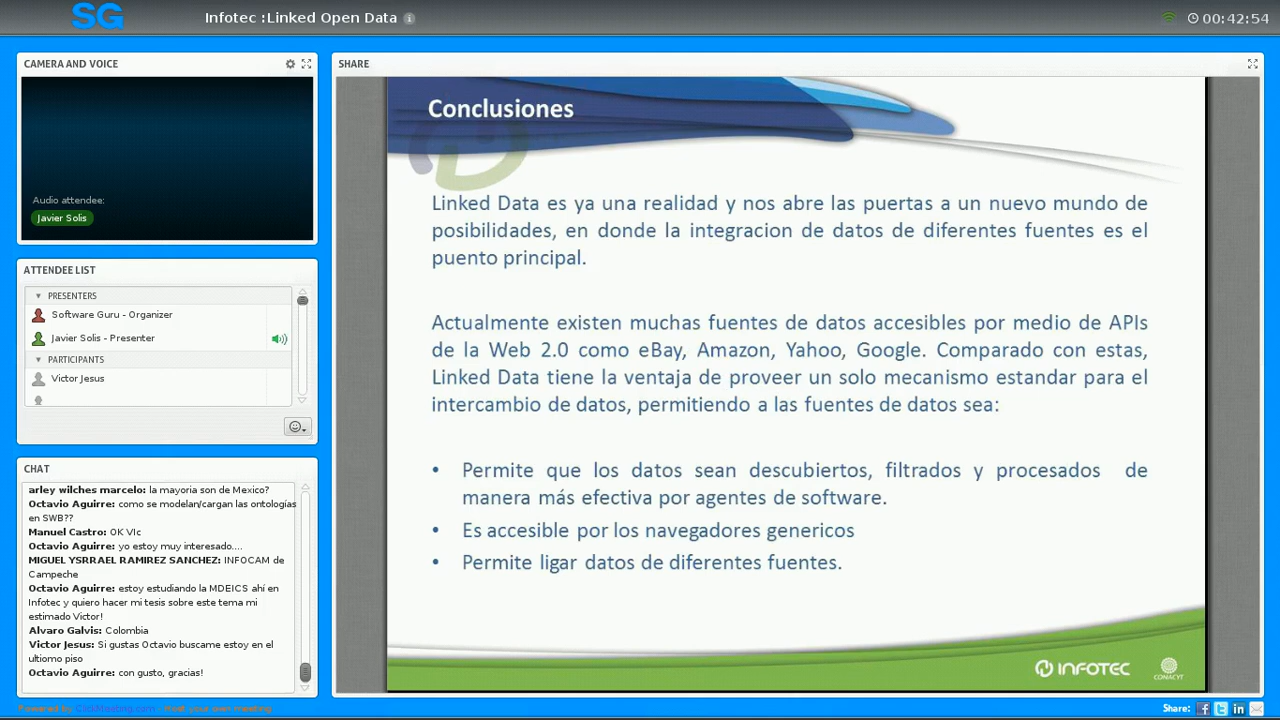 SG
Infotec :Linked Open Data
00:42:54
CAMERA AND VOICE
Audio attendee:
Javier Solis
ATTENDEE LIST
PRESENTERS
Software Guru - Organizer
Javier Solis - Presenter
PARTICIPANTS
Victor Jesus
CHAT
arley wilches marcelo: la mayoria son de Mexico?
Octavio Aguirre: como se modelan/cargan las ontologías
en SWB??
Manuel Castro: OK VIc
Octavio Aguirre: yo estoy muy interesado....
MIGUEL YSRRAEL RAMIREZ SANCHEZ: INFOCAM de
Campeche
Octavio Aguirre: estoy estudiando la MDEICS ahí en
Infotec y quiero hacer mi tesis sobre este tema mi
estimado Victor!
Alvaro Galvis: Colombia
Victor Jesus: Si gustas Octavio buscame estoy en el
ultiomo piso
Octavio Aguirre: con gusto, gracias!
SHARE
Conclusiones
Linked Data es ya una realidad y nos abre las puertas a un nuevo mundo de
posibilidades, en donde la integracion de datos de diferentes fuentes es el
puento principal.
Actualmente existen muchas fuentes de datos accesibles por medio de APIs
de la Web 2.0 como eBay, Amazon, Yahoo, Google. Comparado con estas,
Linked Data tiene la ventaja de proveer un solo mecanismo estandar para el
intercambio de datos, permitiendo a las fuentes de datos sea:
• Permite que los datos sean descubiertos, filtrados y procesados de
manera más efectiva por agentes de software.
• Es accesible por los navegadores genericos
• Permite ligar datos de diferentes fuentes.
INFOTEC
CONACYT
Powered by ClickMeeting.com - Host your own meeting
Share: